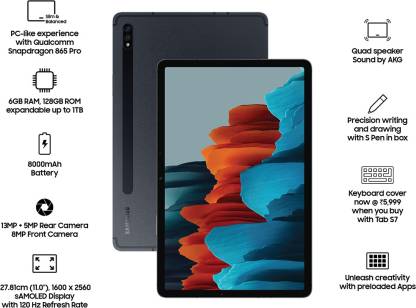 Slim &
Balanced
PC-like experience
with Qualcomm
Snapdragon 865 Pro
6GB RAM, 128GB ROM
expandable up to 1TB
8000mAh
Battery
13MP + 5MP Rear Camera
8MP Front Camera
27.81cm (11.0"), 1600 x 2560
sAMOLED Display
with 120 Hz Refresh Rate
SAMSUNG
Quad speaker
Sound by AKG
Precision writing
and drawing
with S Pen in box
Keyboard cover
now @ ₹5,999
when you buy
with Tab S7
Unleash creativity
with preloaded Apps